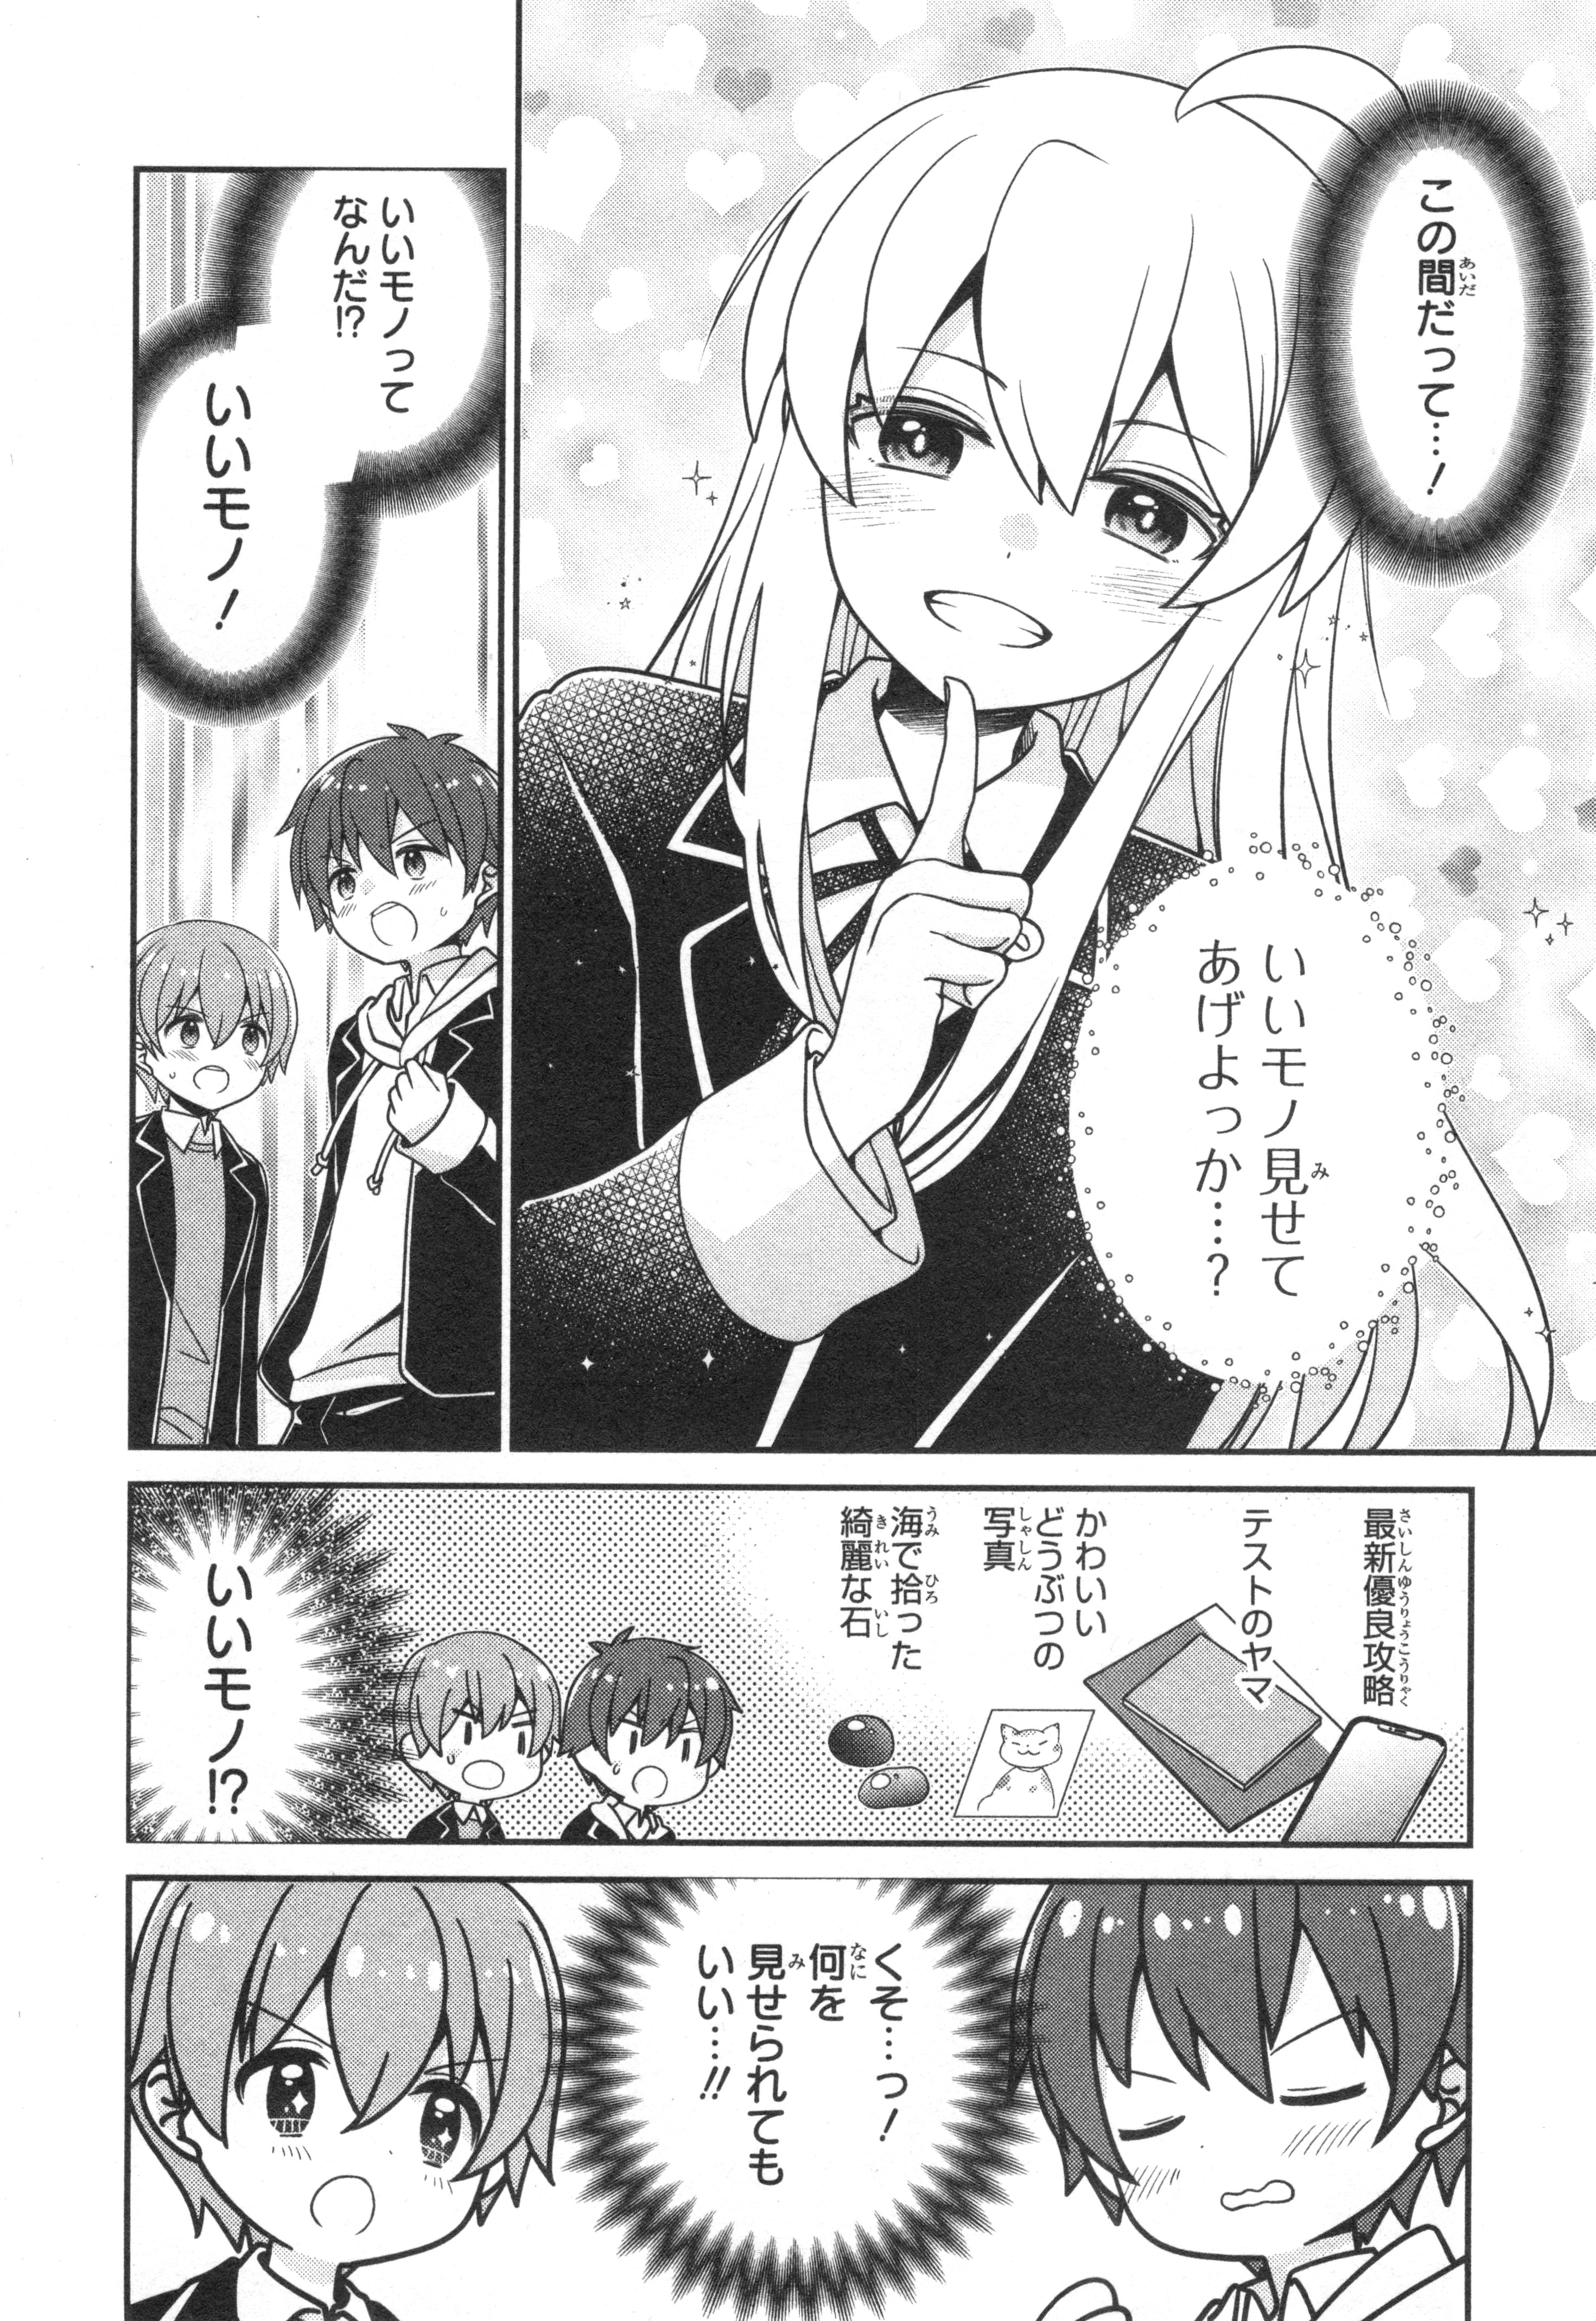 この間だって…！
いいモノ見せて
あげよっか…？
いいモノって
なんだ!?
いいモノ！
最新優良攻略
テストのヤマ
かわいい
どうぶつの
写真
海で拾った
綺麗な石
いいモノ!?
くそ…っ！
何を
見せられても
いい…!!